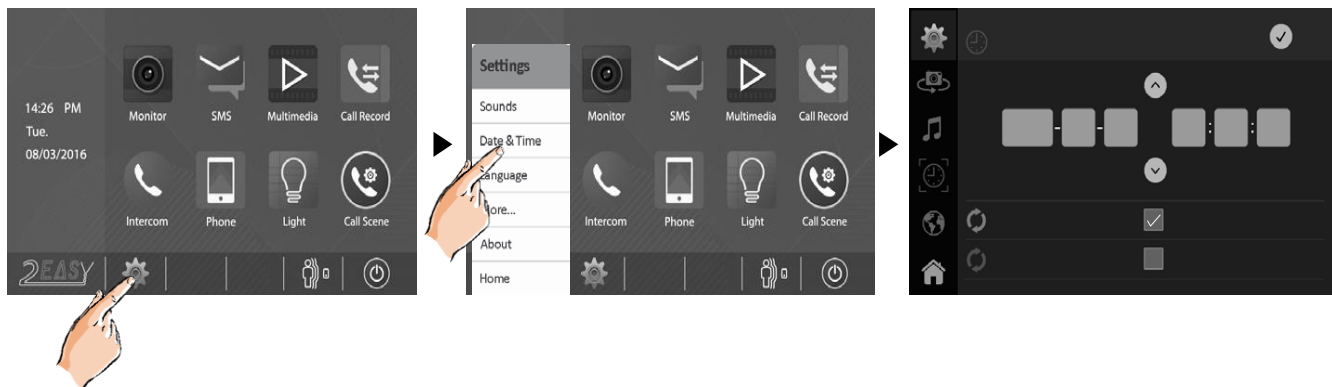 14:26 PM
Tue.
08/03/2016
Monitor
SMS
Multimedia
Call Record
Intercom
Phone
Light
Call Scene
2EASY
Settings
Sounds
Date & Time
Language
More...
About
Home
Monitor
SMS
Multimedia
Call Record
Intercom
Phone
Light
Call Scene